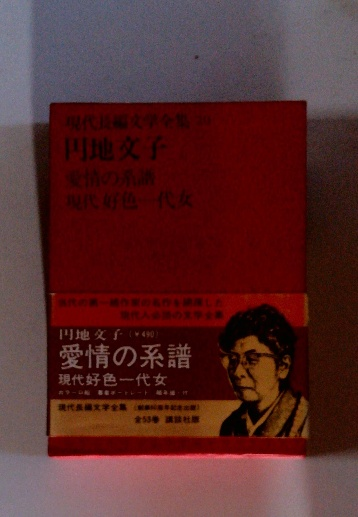 現代長編文学全集 20
円地文子
愛情の系譜
現代好色一代女
現代の第一線作家の名作を網羅した
現代人必読の文学全集
円地文子（￥490）
愛情の系譜
現代好色一代女
現代長編文学全集
全53巻 講談社版